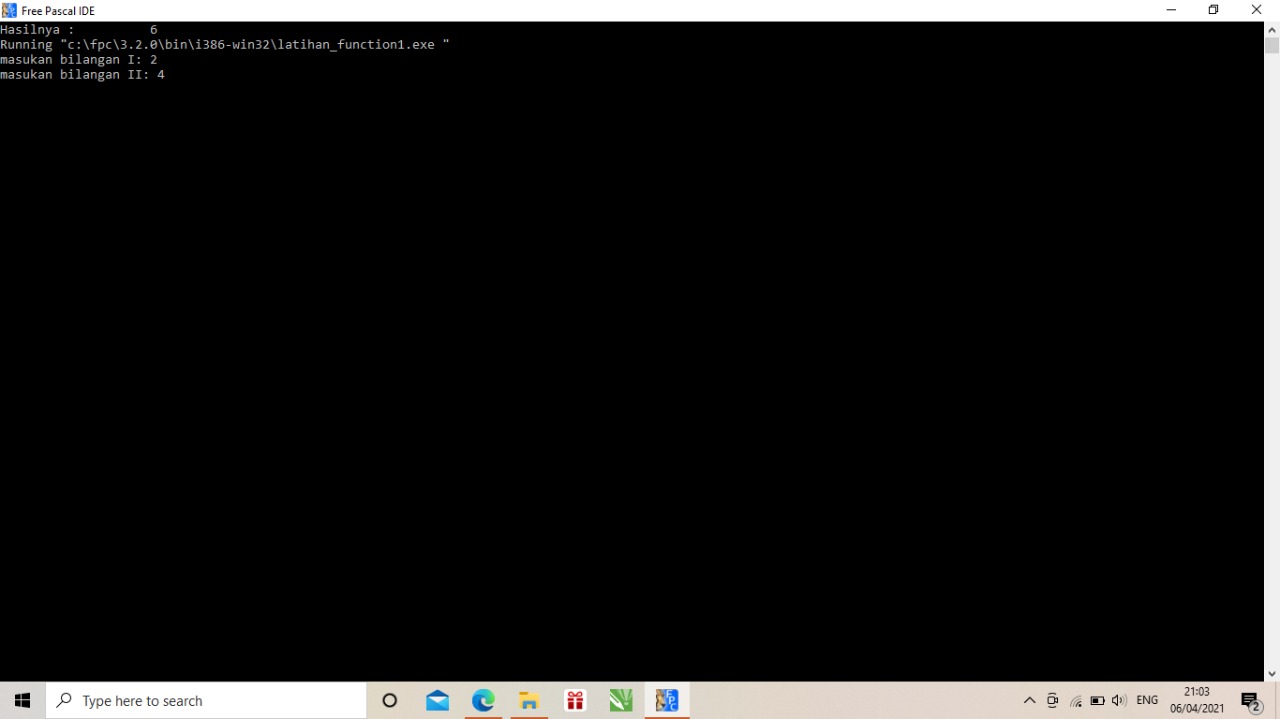 Free Pascal IDE
Hasilnya :          6
Running "c:\fpc\3.2.0\bin\i386-win32\latihan_function1.exe "
masukan bilangan I: 2
masukan bilangan II: 4
Type here to search
FPC
ENG
21:03
06/04/2021
2